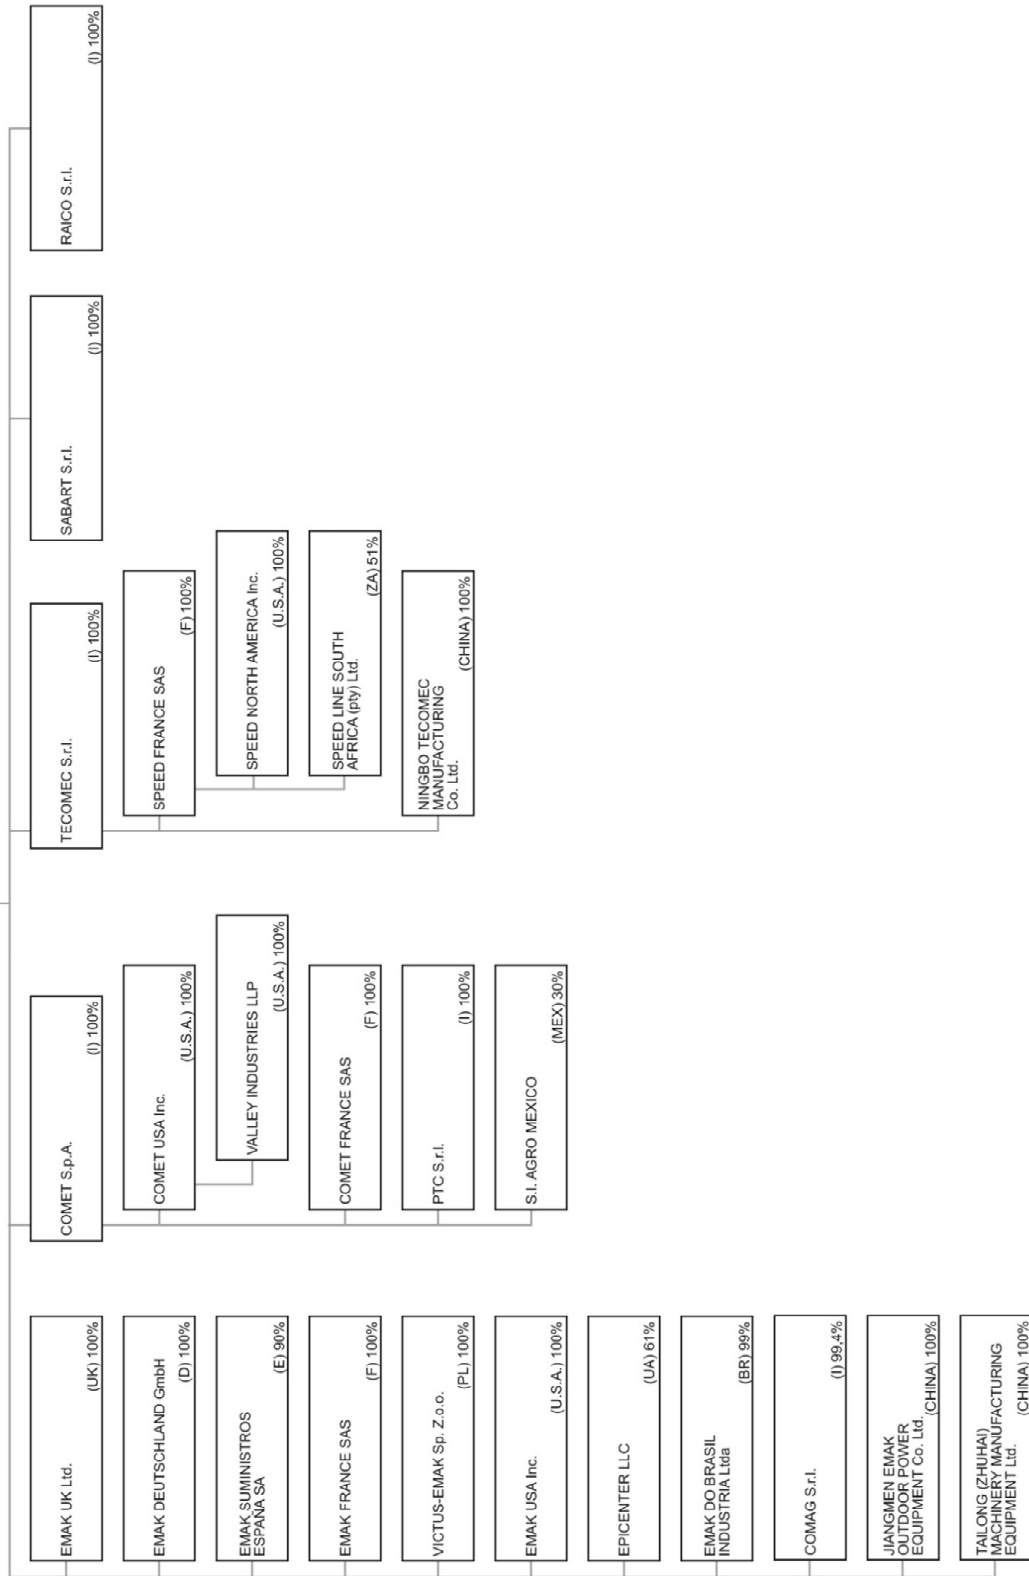 EMAK UK Ltd.
(UK) 100%
EMAK DEUTSCHLAND GmbH
(D) 100%
EMAK SUMINISTROS
ESPAÑA SA
(E) 90%
EMAK FRANCE SAS
(F) 100%
VICTUS-EMAK Sp. Z.o.o.
(PL) 100%
EMAK USA Inc.
(U.S.A.) 100%
EPICENTER LLC
(UA) 61%
EMAK DO BRASIL
INDUSTRIA Ltda
(BR) 99%
COMAG S.r.l.
(I) 99,4%
JIANGMEN EMAK
OUTDOOR POWER
EQUIPMENT Co. Ltd.
(CHINA) 100%
TAILONG (ZHUHAI)
MACHINERY MANUFACTURING
EQUIPMENT Ltd.
(CHINA) 100%
COMET S.p.A.
(I) 100%
COMET USA Inc.
(U.S.A.) 100%
VALLEY INDUSTRIES LLP
(U.S.A.) 100%
COMET FRANCE SAS
(F) 100%
PTC S.r.l.
(I) 100%
S.I. AGRO MEXICO
(MEX) 30%
TECOMEC S.r.l.
(I) 100%
SPEED FRANCE SAS
(F) 100%
SPEED NORTH AMERICA Inc.
(U.S.A.) 100%
SPEED LINE SOUTH
AFRICA (pty) Ltd.
(ZA) 51%
NINGBO TECOMEC
MANUFACTURING
Co. Ltd.
(CHINA) 100%
SABART S.r.l.
(I) 100%
RAICO S.r.l.
(I) 100%